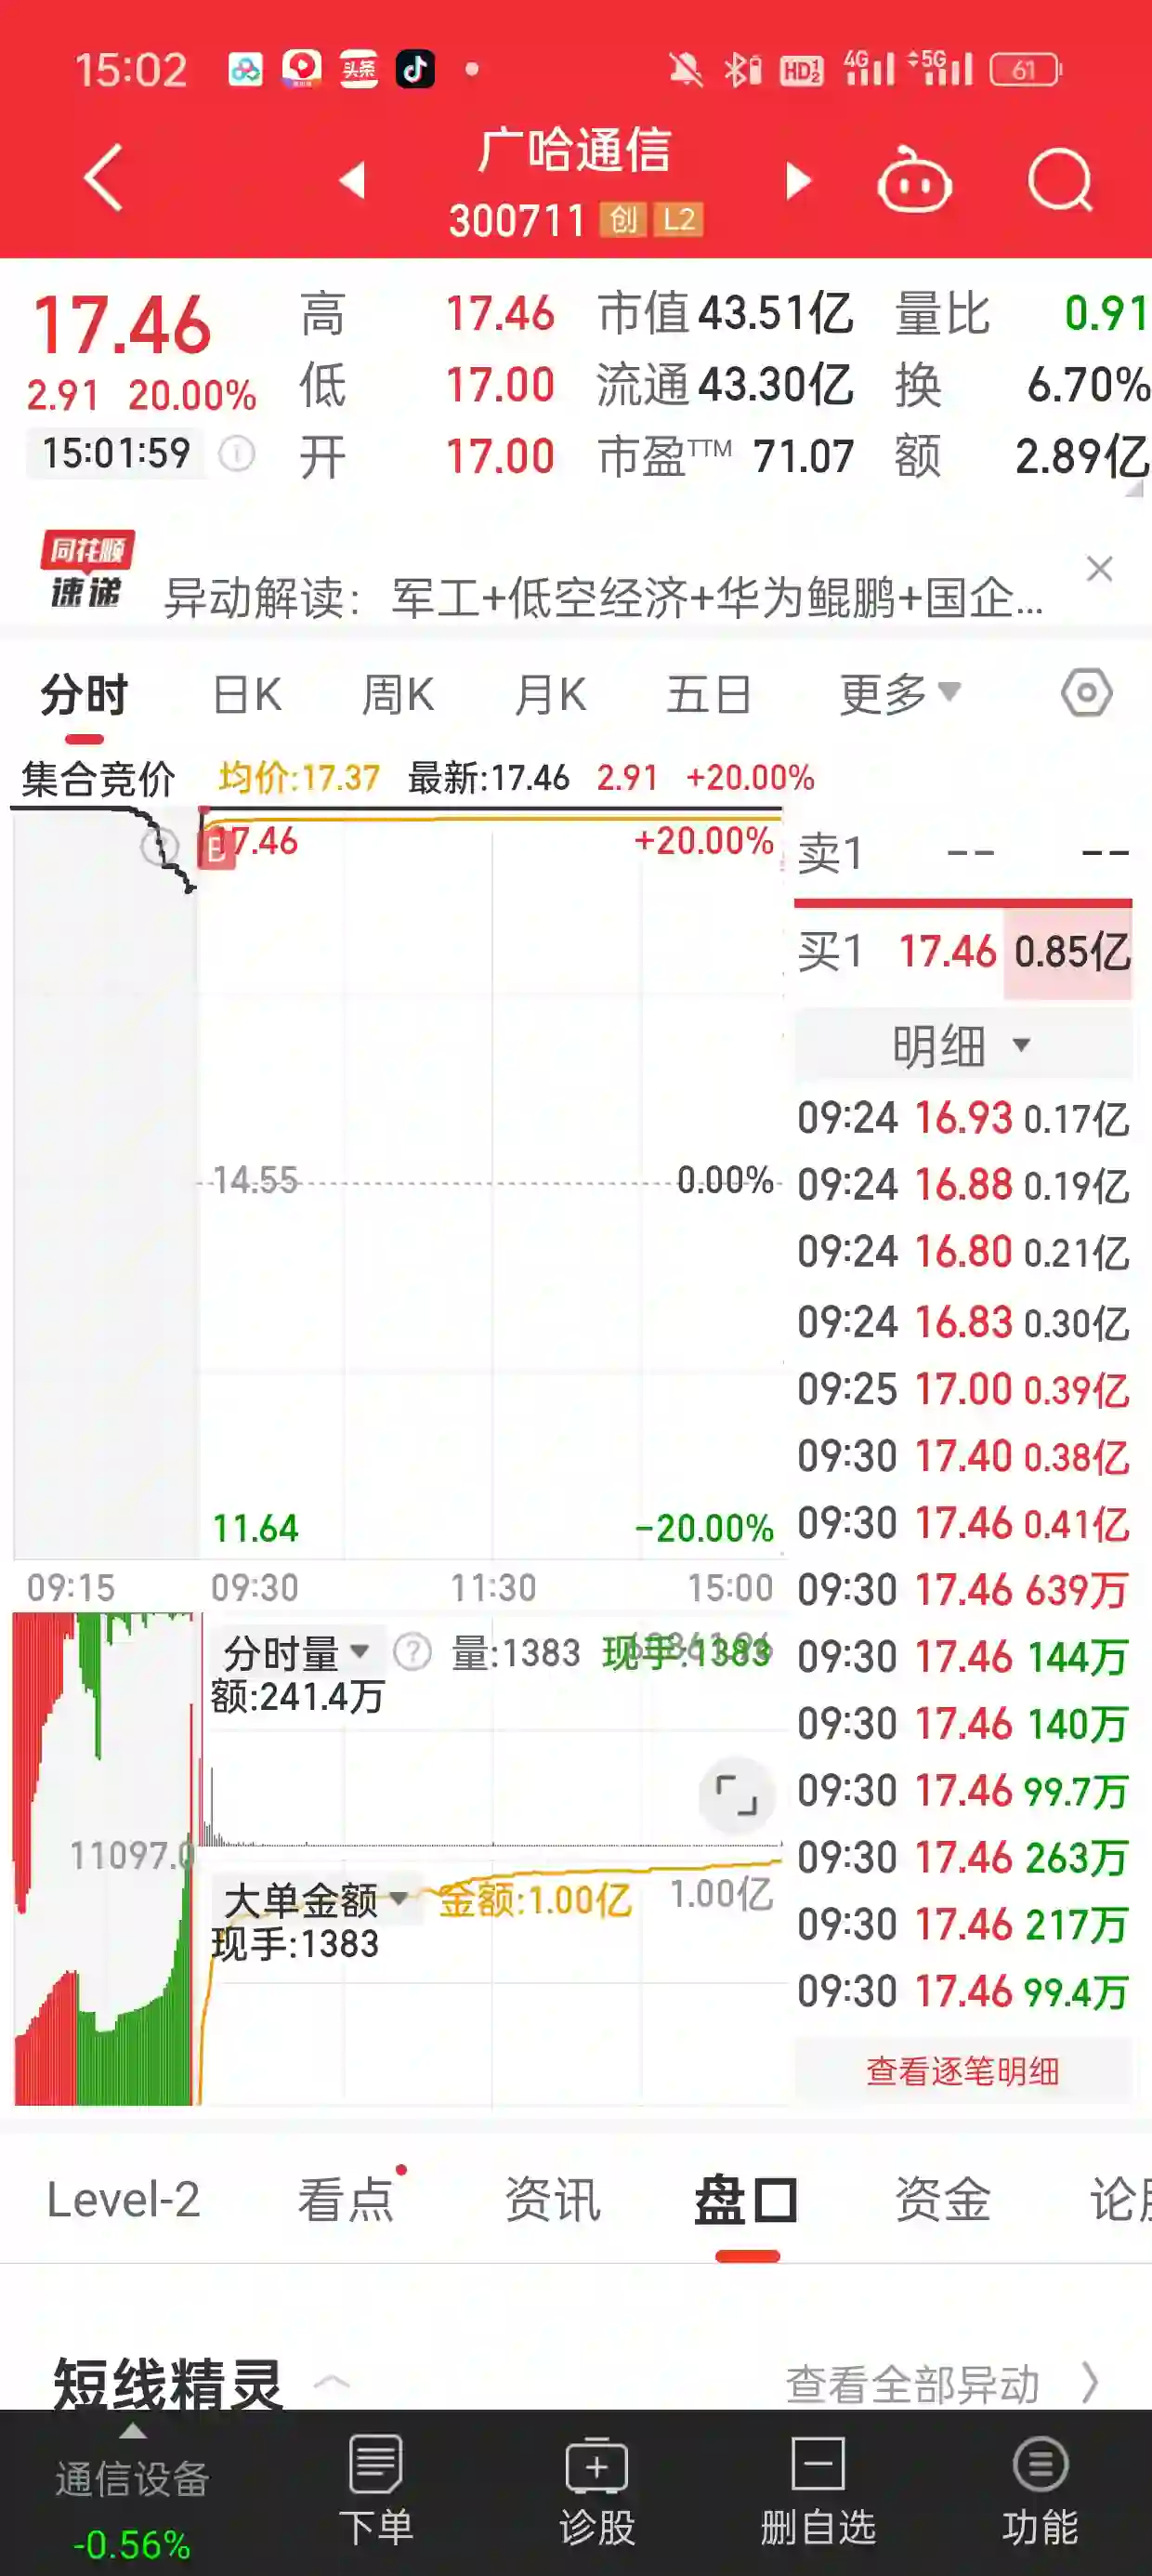 15:02 头条 HD 1 2 4G 5G 61
广哈通信
300711 创 L2
17.46 高 17.46 市值 43.51亿 量比 0.91
2.91 20.00% 低 17.00 流通 43.30亿 换 6.70%
15:01:59 开 17.00 市盈TTM 71.07 额 2.89亿
同花顺
速递 异动解读：军工+低空经济+华为鲲鹏+国企...
分时 日K 周K 月K 五日 更多
集合竞价 均价:17.37 最新:17.46 2.91 +20.00%
17.46 +20.00%
14.55 0.00%
11.64 -20.00%
09:15 09:30 11:30 15:00
卖1 -- --
买1 17.46 0.85亿
明细
09:24 16.93 0.17亿
09:24 16.88 0.19亿
09:24 16.80 0.21亿
09:24 16.83 0.30亿
09:25 17.00 0.39亿
09:30 17.40 0.38亿
09:30 17.46 0.41亿
09:30 17.46 639万
09:30 17.46 144万
09:30 17.46 140万
09:30 17.46 99.7万
09:30 17.46 263万
09:30 17.46 217万
09:30 17.46 99.4万
查看逐笔明细
分时量 量:1383 现手:1383
额:241.4万
11097.0
大单金额 金额:1.00亿 1.00亿
现手:1383
Level-2 看点 资讯 盘口 资金
短线精灵 查看全部异动
通信设备
-0.56%
下单 诊股 删自选 功能